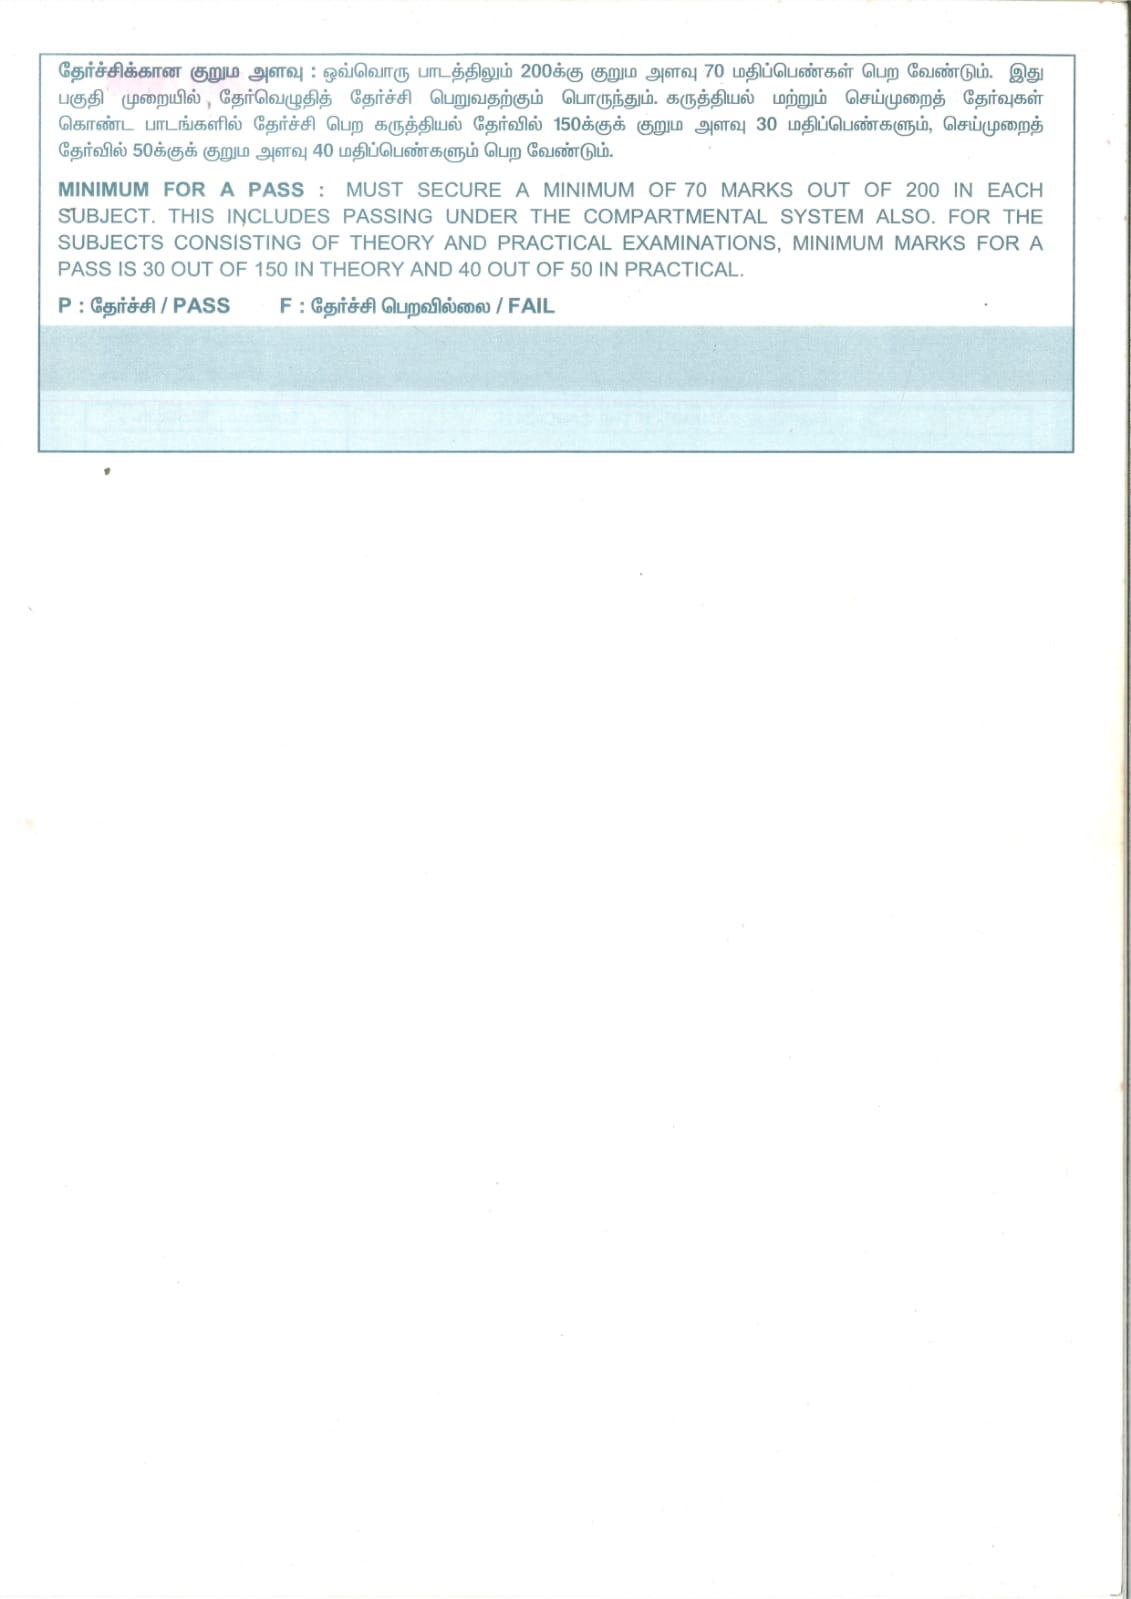 தேர்ச்சிக்கான குறும அளவு : ஒவ்வொரு பாடத்திலும் 200க்கு குறும அளவு 70 மதிப்பெண்கள் பெற வேண்டும். இது
பகுதி முறையில் தேர்வெழுதித் தேர்ச்சி பெறுவதற்கும் பொருந்தும். கருத்தியல் மற்றும் செய்முறைத் தேர்வுகள்
கொண்ட பாடங்களில் தேர்ச்சி பெற கருத்தியல் தேர்வில் 150க்குக் குறும அளவு 30 மதிப்பெண்களும், செய்முறைத்
தேர்வில் 50க்குக் குறும அளவு 40 மதிப்பெண்களும் பெற வேண்டும்.
MINIMUM FOR A PASS : MUST SECURE A MINIMUM OF 70 MARKS OUT OF 200 IN EACH
SUBJECT. THIS INCLUDES PASSING UNDER THE COMPARTMENTAL SYSTEM ALSO. FOR THE
SUBJECTS CONSISTING OF THEORY AND PRACTICAL EXAMINATIONS, MINIMUM MARKS FOR A
PASS IS 30 OUT OF 150 IN THEORY AND 40 OUT OF 50 IN PRACTICAL.
P : தேர்ச்சி / PASS F : தேர்ச்சி பெறவில்லை / FAIL